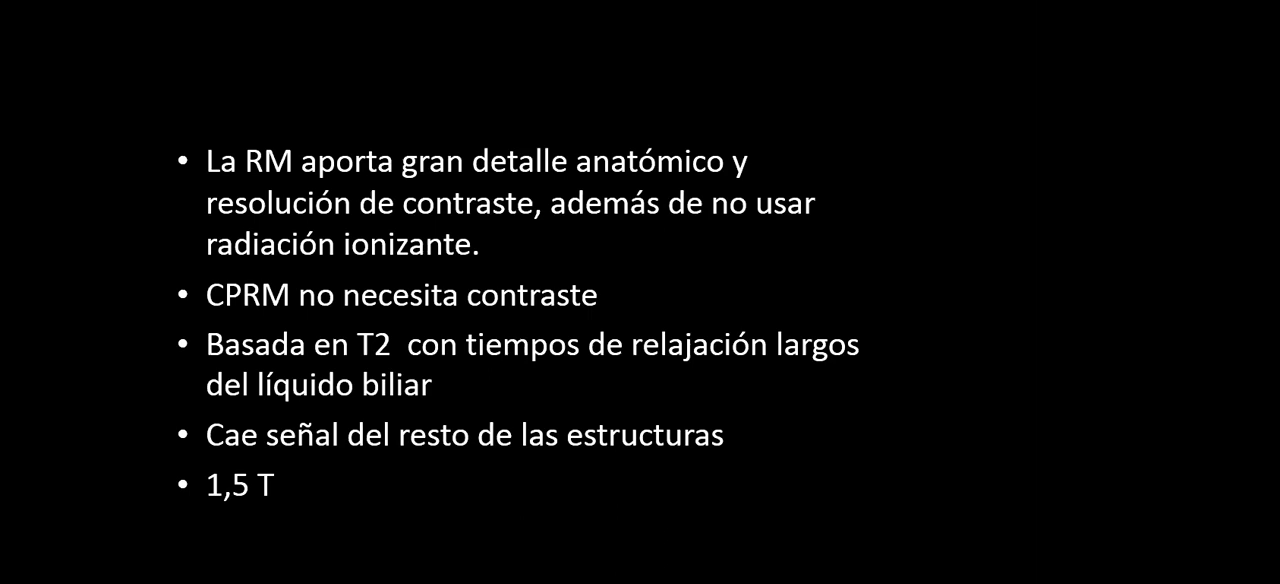 • La RM aporta gran detalle anatómico y
resolución de contraste, además de no usar
radiación ionizante.
• CPRM no necesita contraste
• Basada en T2  con tiempos de relajación largos
del líquido biliar
• Cae señal del resto de las estructuras
• 1,5 T